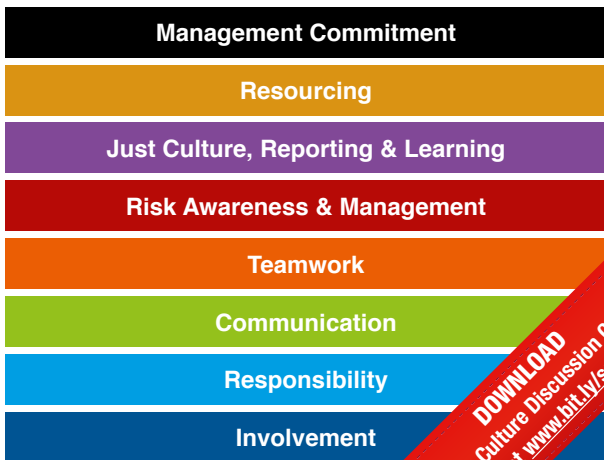 Management Commitment
Resourcing
Just Culture, Reporting & Learning
Risk Awareness & Management
Teamwork
Communication
Responsibility
Involvement
DOWNLOAD
Culture Discussion
www.bit.ly/s